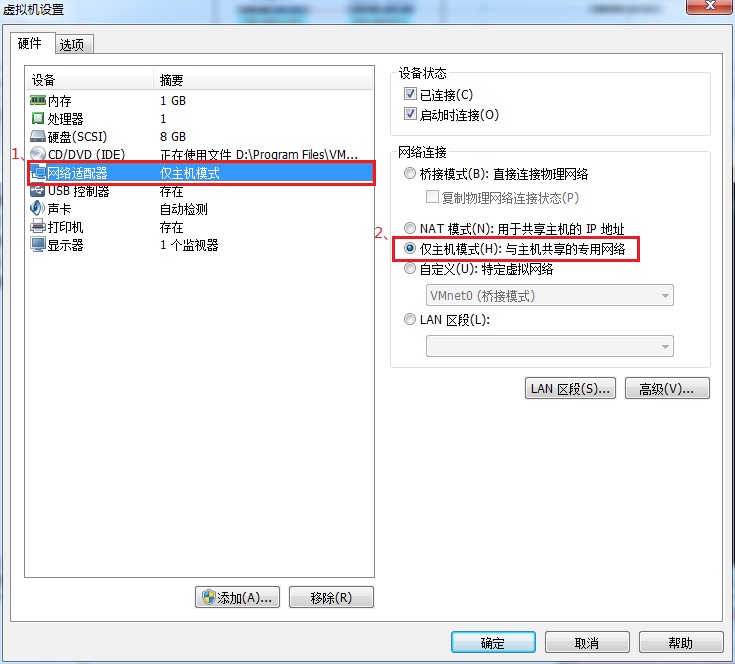 虚拟机设置
硬件 选项
设备 摘要
内存 1 GB
处理器 1
硬盘(SCSI) 8 GB
CD/DVD (IDE) 正在使用文件 D:\Program Files\VM...
1、 网络适配器 仅主机模式
USB 控制器 存在
声卡 自动检测
打印机 存在
显示器 1 个监视器
添加(A)... 移除(R)
设备状态
已连接(C)
启动时连接(O)
网络连接
桥接模式(B): 直接连接物理网络
复制物理网络连接状态(P)
NAT 模式(N): 用于共享主机的 IP 地址
2、 仅主机模式(H): 与主机共享的专用网络
自定义(U): 特定虚拟网络
VMnet0 (桥接模式)
LAN 区段(L):
LAN 区段(S)... 高级(V)...
确定 取消 帮助